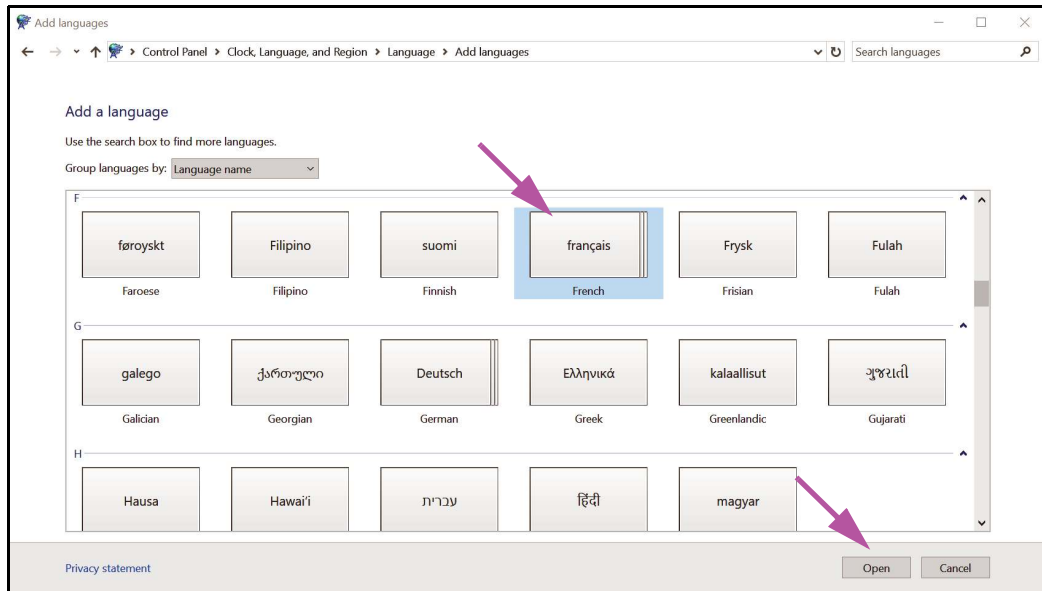 Add languages
Control Panel > Clock, Language, and Region > Language > Add languages
Search languages
Add a language
Use the search box to find more languages.
Group languages by: Language name
F
føroyskt Filipino suomi français Frysk Fulah
Faroese Filipino Finnish French Frisian Fulah
G
galego ქართული Deutsch Ελληνικά kalaallisut ગુજરાતી
Galician Georgian German Greek Greenlandic Gujarati
H
Hausa Hawai'i עברית हिंदी magyar
Privacy statement Open Cancel